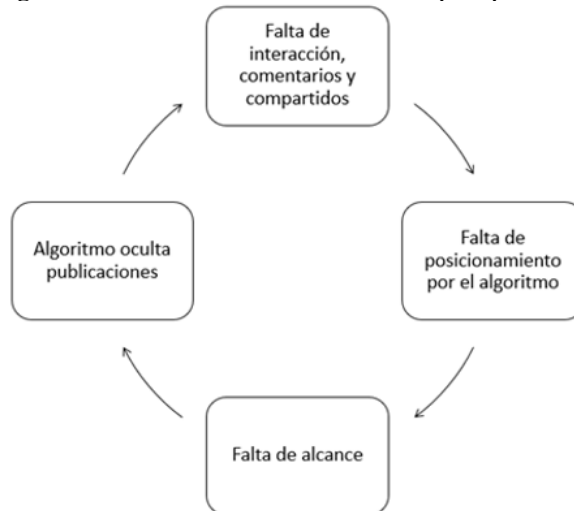 Falta de
interacción,
comentarios y
compartidos
Falta de
posicionamiento
por el algoritmo
Falta de alcance
Algoritmo oculta
publicaciones